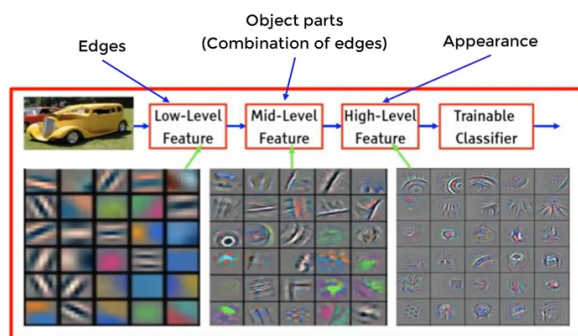 Object parts
(Combination of edges)
Edges
Appearance
Low-Level
Feature
Mid-Level
Feature
High-Level
Feature
Trainable
Classifier